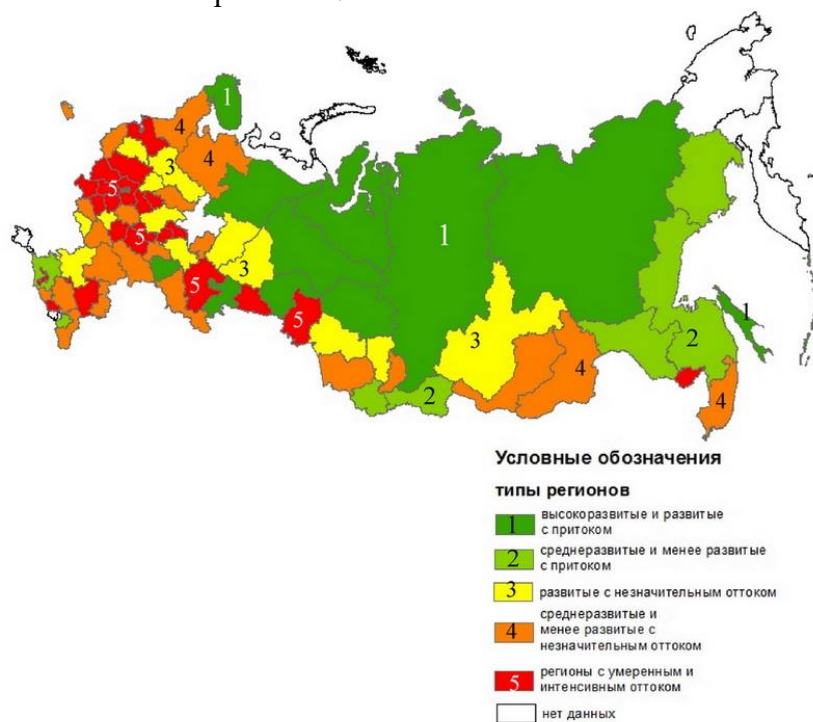 1
4
4
3
5
5
3
5
1
3
4
2
2
1
4
Условные обозначения
типы регионов
1 высокоразвитые и развитые
с притоком
2 среднеразвитые и менее развитые
с притоком
3 развитые с незначительным оттоком
4 среднеразвитые и
менее развитые с
незначительным оттоком
5 регионы с умеренным и
интенсивным оттоком
нет данных